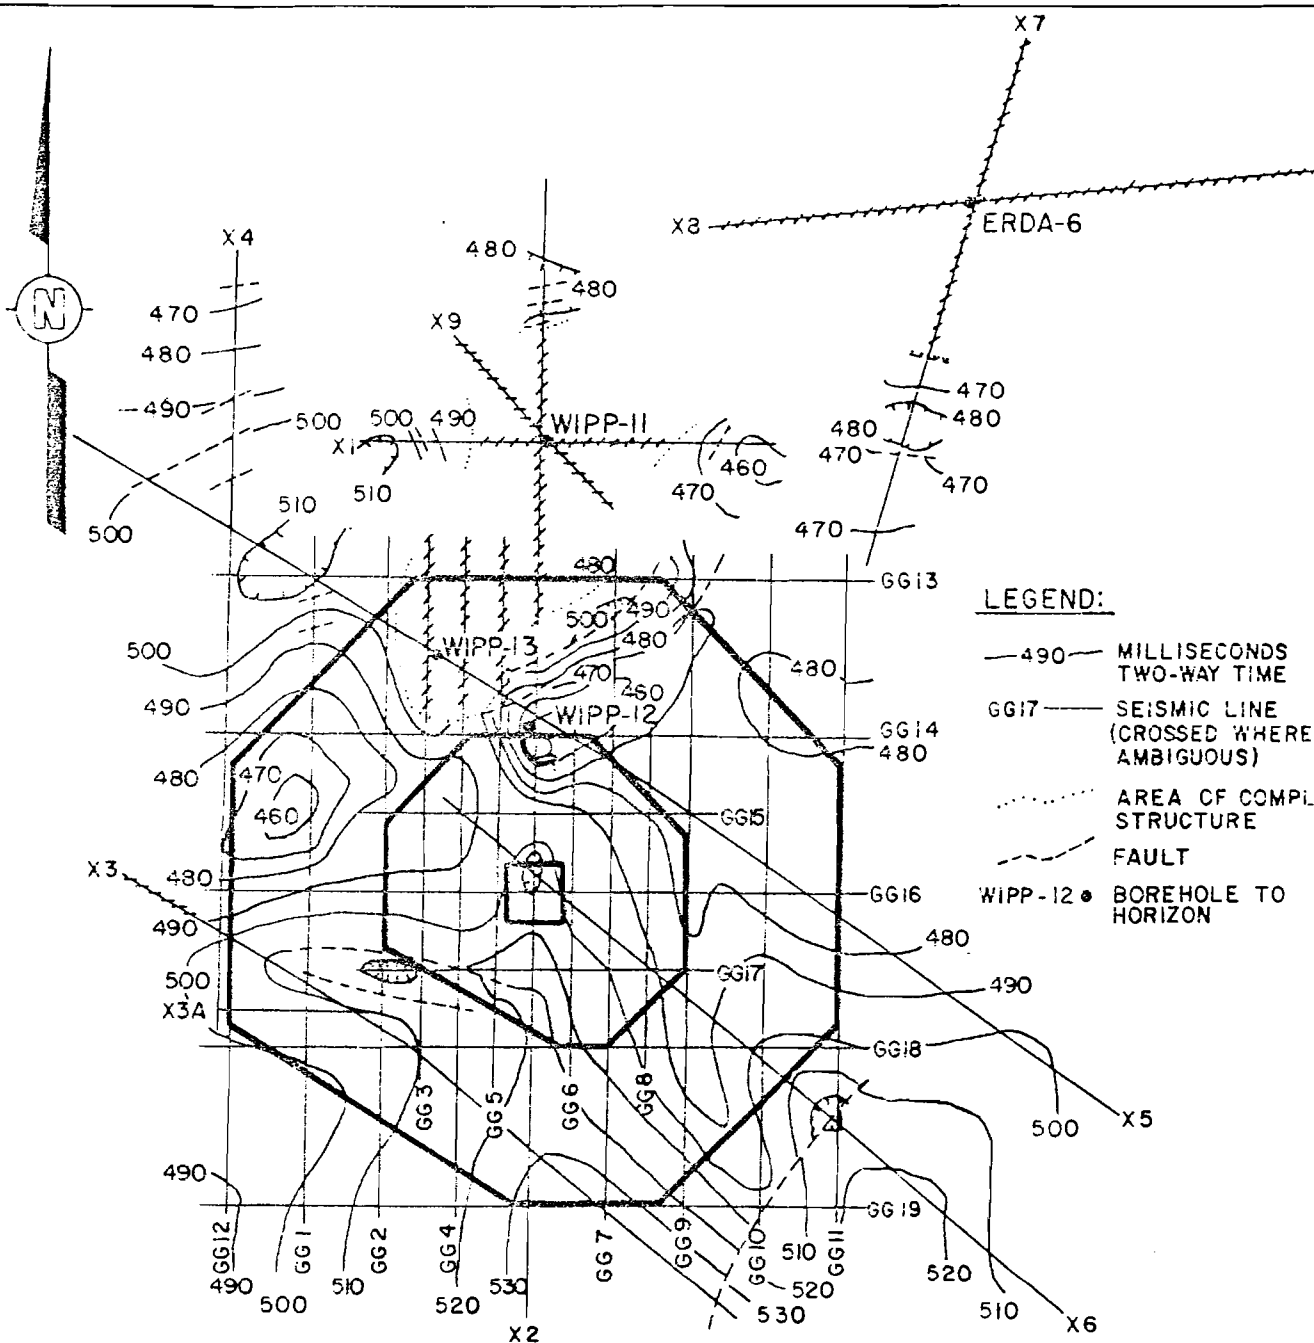 X7
X8
ERDA-6
X4
480
480
470
X9
480
470
490
500
500
490
WIPP-11
480
480
X1
460
470
470
510
510
470
500
470
480
GG13
LEGEND:
500
490
480
WIPP-13
500
480
490 MILLISECONDS
TWO-WAY TIME
470
460
490
WIPP-12
GG17 SEISMIC LINE
(CROSSED WHERE
AMBIGUOUS)
GG14
480
480
470
460
GG15
AREA OF COMPL
STRUCTURE
FAULT
X3
480
GG16
WIPP-12 BOREHOLE TO
HORIZON
490
480
500
GG17
490
X3A
GG18
GG3
GG5
GG6
GG8
X5
500
490
GG19
GG12
GG1
GG2
GG4
GG7
GG9
GG10
GG11
510
520
490
500
510
520
530
520
530
510
X2
X6
N